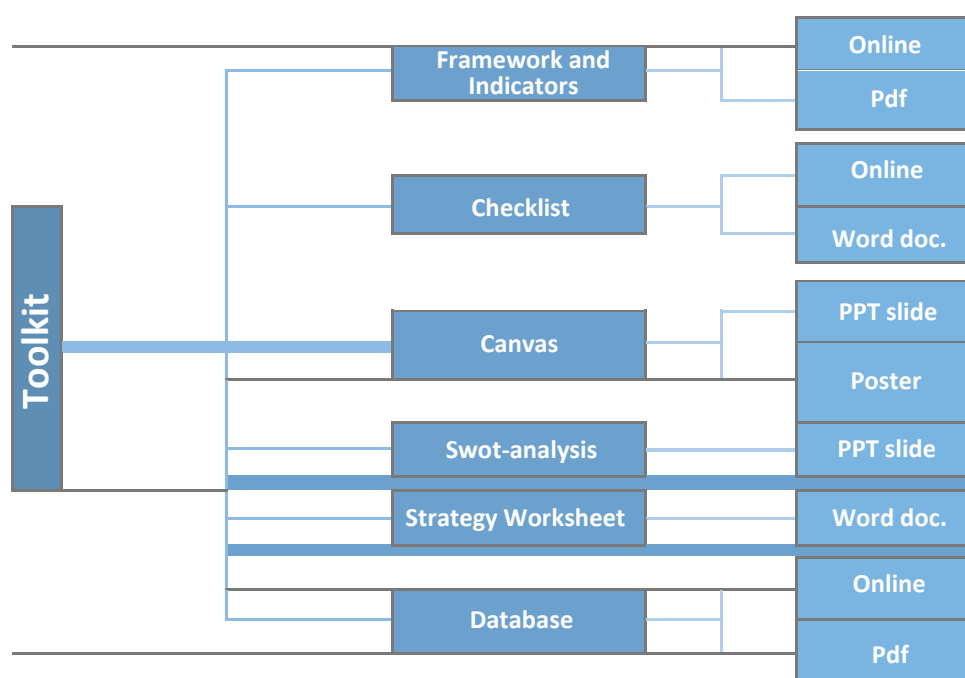 Toolkit
Framework and
Indicators
Online
Pdf
Checklist
Online
Word doc.
Canvas
PPT slide
Poster
Swot-analysis
PPT slide
Strategy Worksheet
Word doc.
Database
Online
Pdf